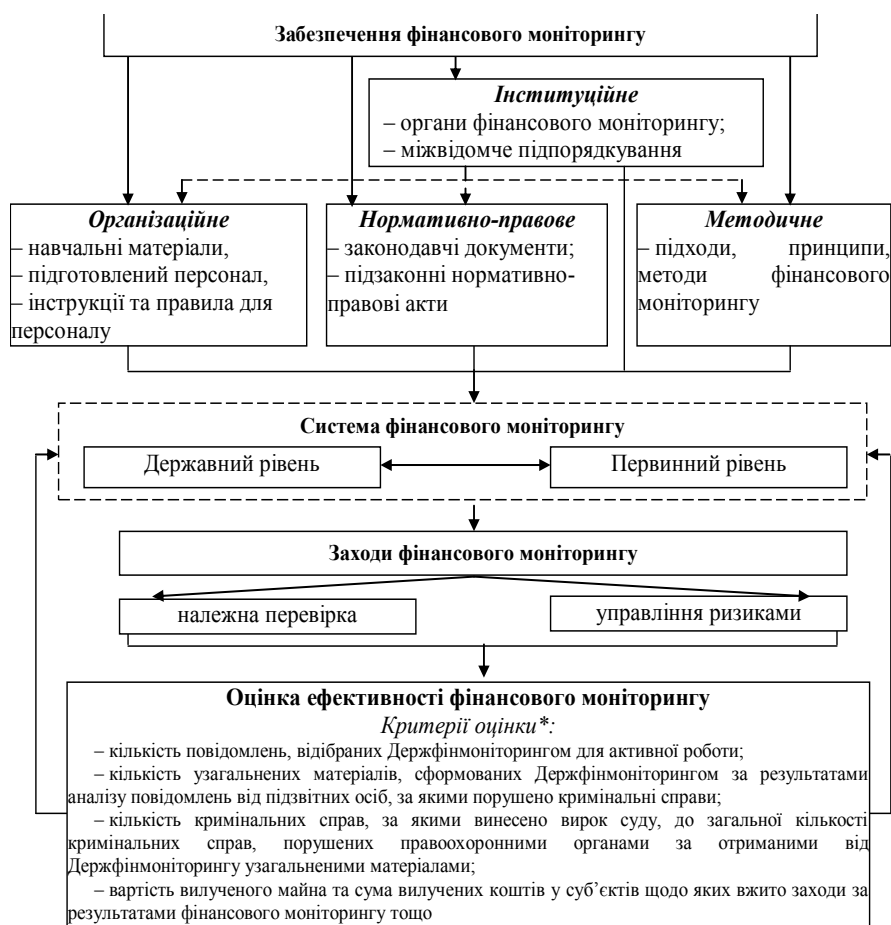 Забезпечення фінансового моніторингу
Інституційне
– органи фінансового моніторингу;
– міжвідомче підпорядкування
Організаційне
– навчальні матеріали,
– підготовлений персонал,
– інструкції та правила для
персоналу
Нормативно-правове
– законодавчі документи;
– підзаконні нормативно-
правові акти
Методичне
– підходи, принципи,
методи фінансового
моніторингу
Система фінансового моніторингу
Державний рівень
Первинний рівень
Заходи фінансового моніторингу
належна перевірка
управління ризиками
Оцінка ефективності фінансового моніторингу
Критерії оцінки*:
– кількість повідомлень, відібраних Держфінмоніторингом для активної роботи;
– кількість узагальнених матеріалів, сформованих Держфінмоніторингом за результатами
аналізу повідомлень від підзвітних осіб, за якими порушено кримінальні справи;
– кількість кримінальних справ, за якими винесено вирок суду, до загальної кількості
кримінальних справ, порушених правоохоронними органами за отриманими від
Держфінмоніторингу узагальненими матеріалами;
– вартість вилученого майна та сума вилучених коштів у суб’єктів щодо яких вжито заходи за
результатами фінансового моніторингу тощо